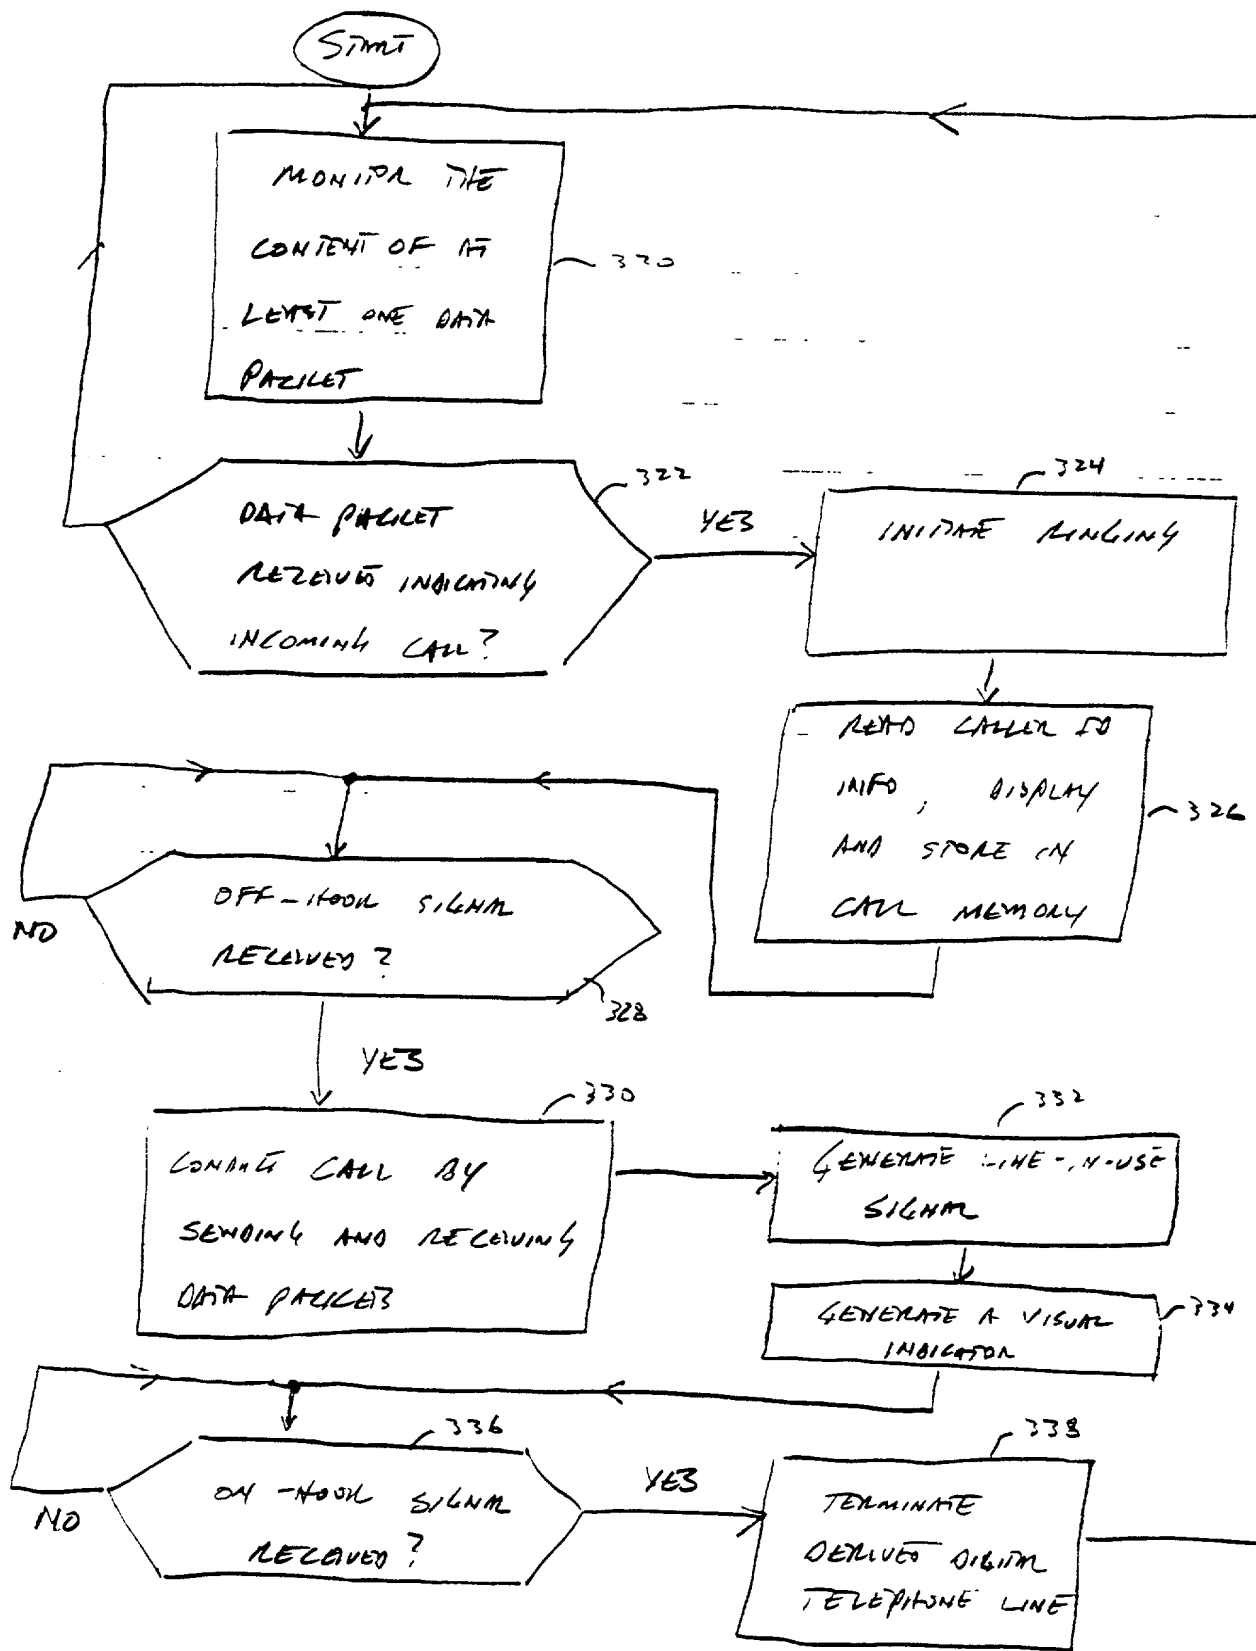 START
MONITOR THE
CONTENT OF AT
LEAST ONE DATA
PACKET
320
322
DATA PACKET
RECEIVED INDICATING
INCOMING CALL?
YES
324
INITIATE RINGING
READ CALLER ID
INFO, DISPLAY
AND STORE IN
CALL MEMORY
326
OFF-HOOK SIGNAL
RECEIVED?
NO
328
YES
330
CONDUCT CALL BY
SENDING AND RECEIVING
DATA PACKETS
332
GENERATE LINE-IN-USE
SIGNAL
GENERATE A VISUAL
INDICATOR
334
336
ON-HOOK SIGNAL
RECEIVED?
NO
YES
338
TERMINATE
DERIVED DIGITAL
TELEPHONE LINE